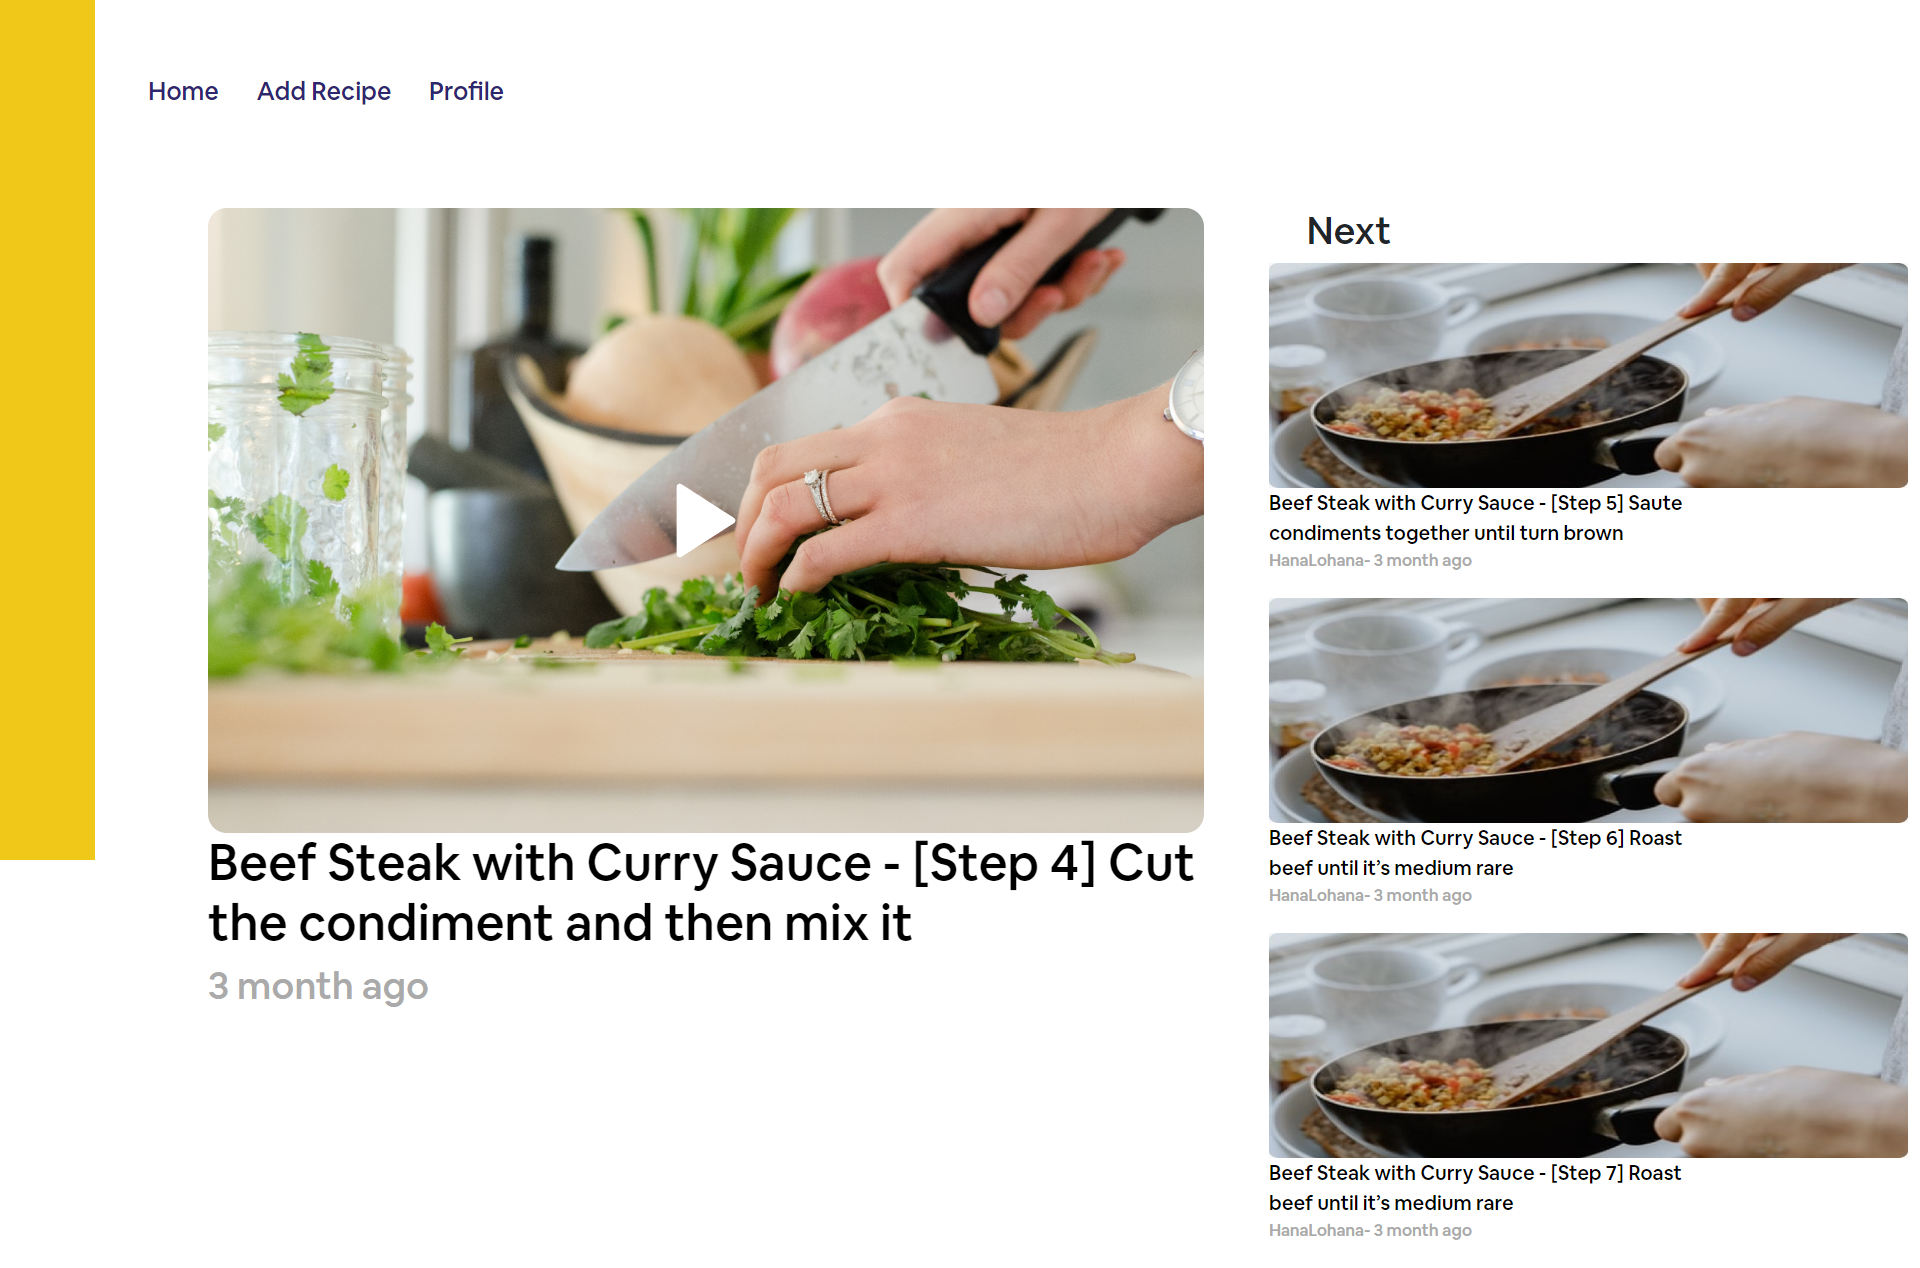 Home Add Recipe Profile
Beef Steak with Curry Sauce - [Step 4] Cut
the condiment and then mix it
3 month ago
Next
Beef Steak with Curry Sauce - [Step 5] Saute
condiments together until turn brown
HanaLohana- 3 month ago
Beef Steak with Curry Sauce - [Step 6] Roast
beef until it’s medium rare
HanaLohana- 3 month ago
Beef Steak with Curry Sauce - [Step 7] Roast
beef until it’s medium rare
HanaLohana- 3 month ago